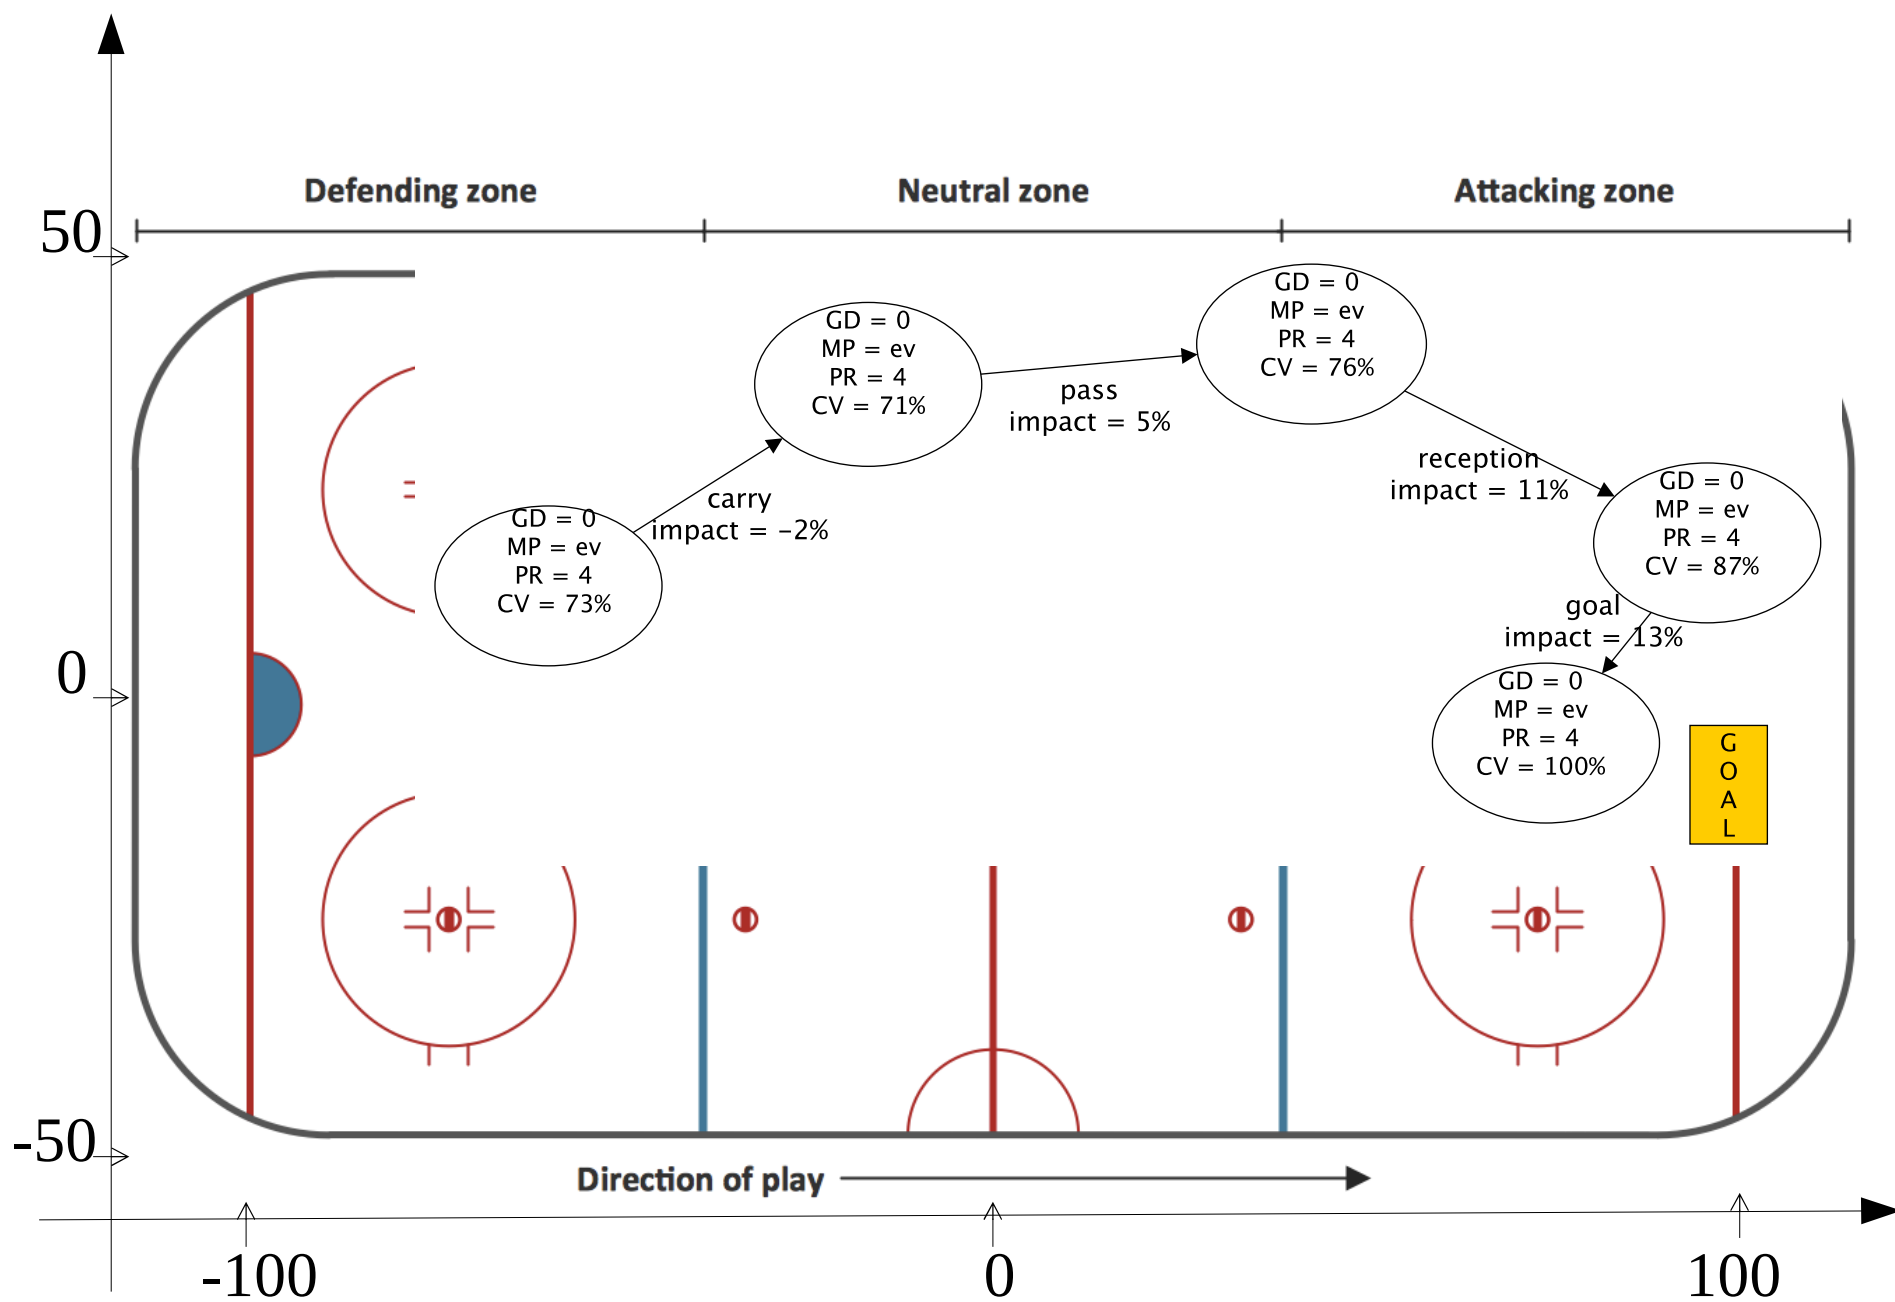 Defending zone
Neutral zone
Attacking zone
50
GD = 0
MP = ev
PR = 4
CV = 76%
GD = 0
MP = ev
PR = 4
CV = 71%
pass
impact = 5%
reception
impact = 11%
GD = 0
MP = ev
PR = 4
CV = 87%
carry
impact = −2%
GD = 0
MP = ev
PR = 4
CV = 73%
goal
impact = 13%
0
GD = 0
MP = ev
PR = 4
CV = 100%
G
O
A
L
-50
Direction of play
-100
0
100